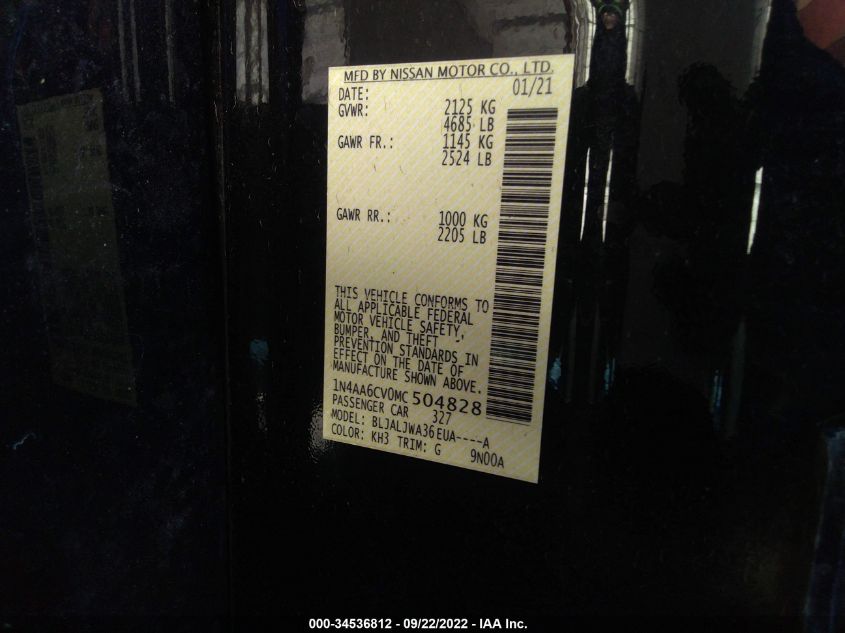 MFD BY NISSAN MOTOR CO., LTD.
DATE: 01/21
GVWR: 2125 KG
4685 LB
GAWR FR.: 1145 KG
2524 LB
GAWR RR.: 1000 KG
2205 LB
THIS VEHICLE CONFORMS TO
ALL APPLICABLE FEDERAL
MOTOR VEHICLE SAFETY,
BUMPER, AND THEFT
PREVENTION STANDARDS IN
EFFECT ON THE DATE OF
MANUFACTURE SHOWN ABOVE.
1N4AA6CV0MC504828
PASSENGER CAR 327
MODEL: BLJALJWA36EUA----A
COLOR: KH3 TRIM: G 9N00A
000-34536812 - 09/22/2022 - IAA Inc.